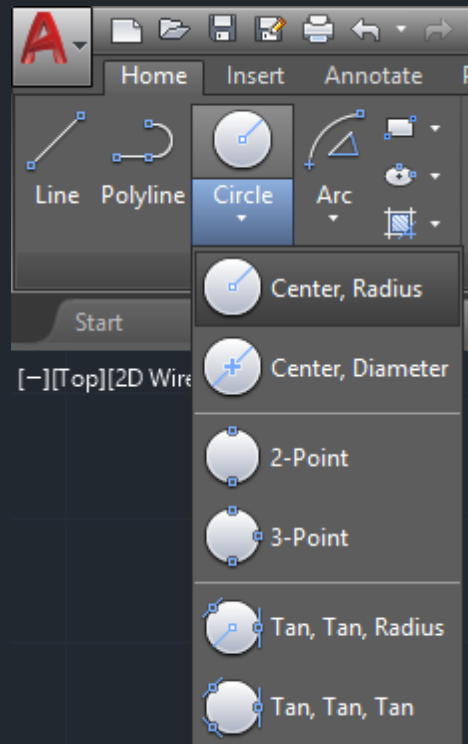 Home Insert Annotate
Line Polyline Circle Arc
Center, Radius
Start
Center, Diameter
[−][Top][2D Wire
2-Point
3-Point
Tan, Tan, Radius
Tan, Tan, Tan